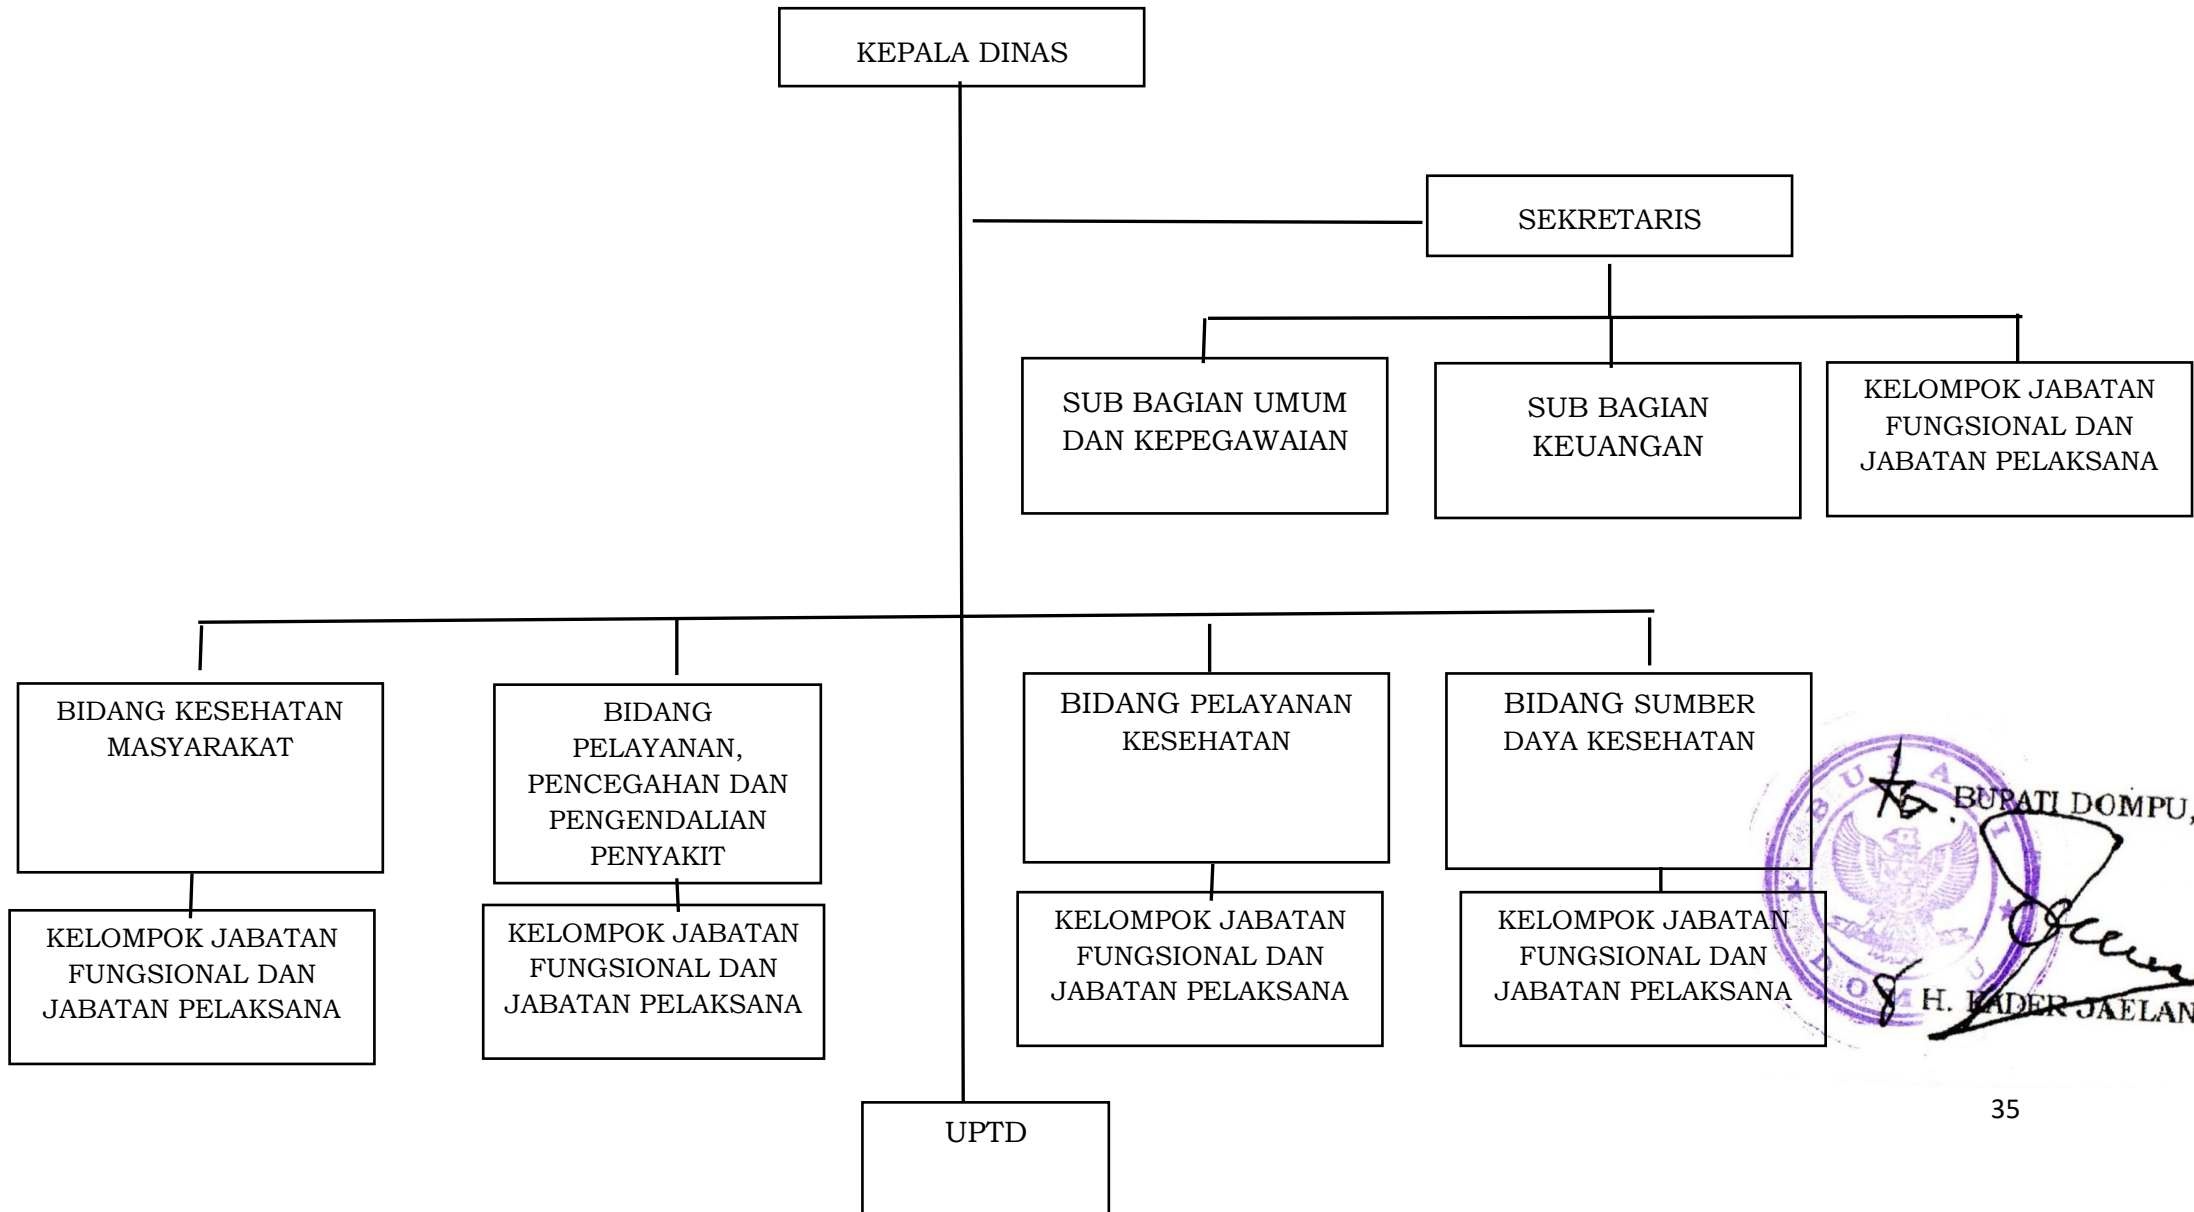 KEPALA DINAS
SEKRETARIS
SUB BAGIAN UMUM
DAN KEPEGAWAIAN
SUB BAGIAN
KEUANGAN
KELOMPOK JABATAN
FUNGSIONAL DAN
JABATAN PELAKSANA
BIDANG KESEHATAN
MASYARAKAT
BIDANG
PELAYANAN,
PENCEGAHAN DAN
PENGENDALIAN
PENYAKIT
BIDANG PELAYANAN
KESEHATAN
BIDANG SUMBER
DAYA KESEHATAN
KELOMPOK JABATAN
FUNGSIONAL DAN
JABATAN PELAKSANA
KELOMPOK JABATAN
FUNGSIONAL DAN
JABATAN PELAKSANA
KELOMPOK JABATAN
FUNGSIONAL DAN
JABATAN PELAKSANA
KELOMPOK JABATAN
FUNGSIONAL DAN
JABATAN PELAKSANA
BUPATI DOMPU,
BUPATI
DOMPU
H. KADER JAELAN
UPTD
35